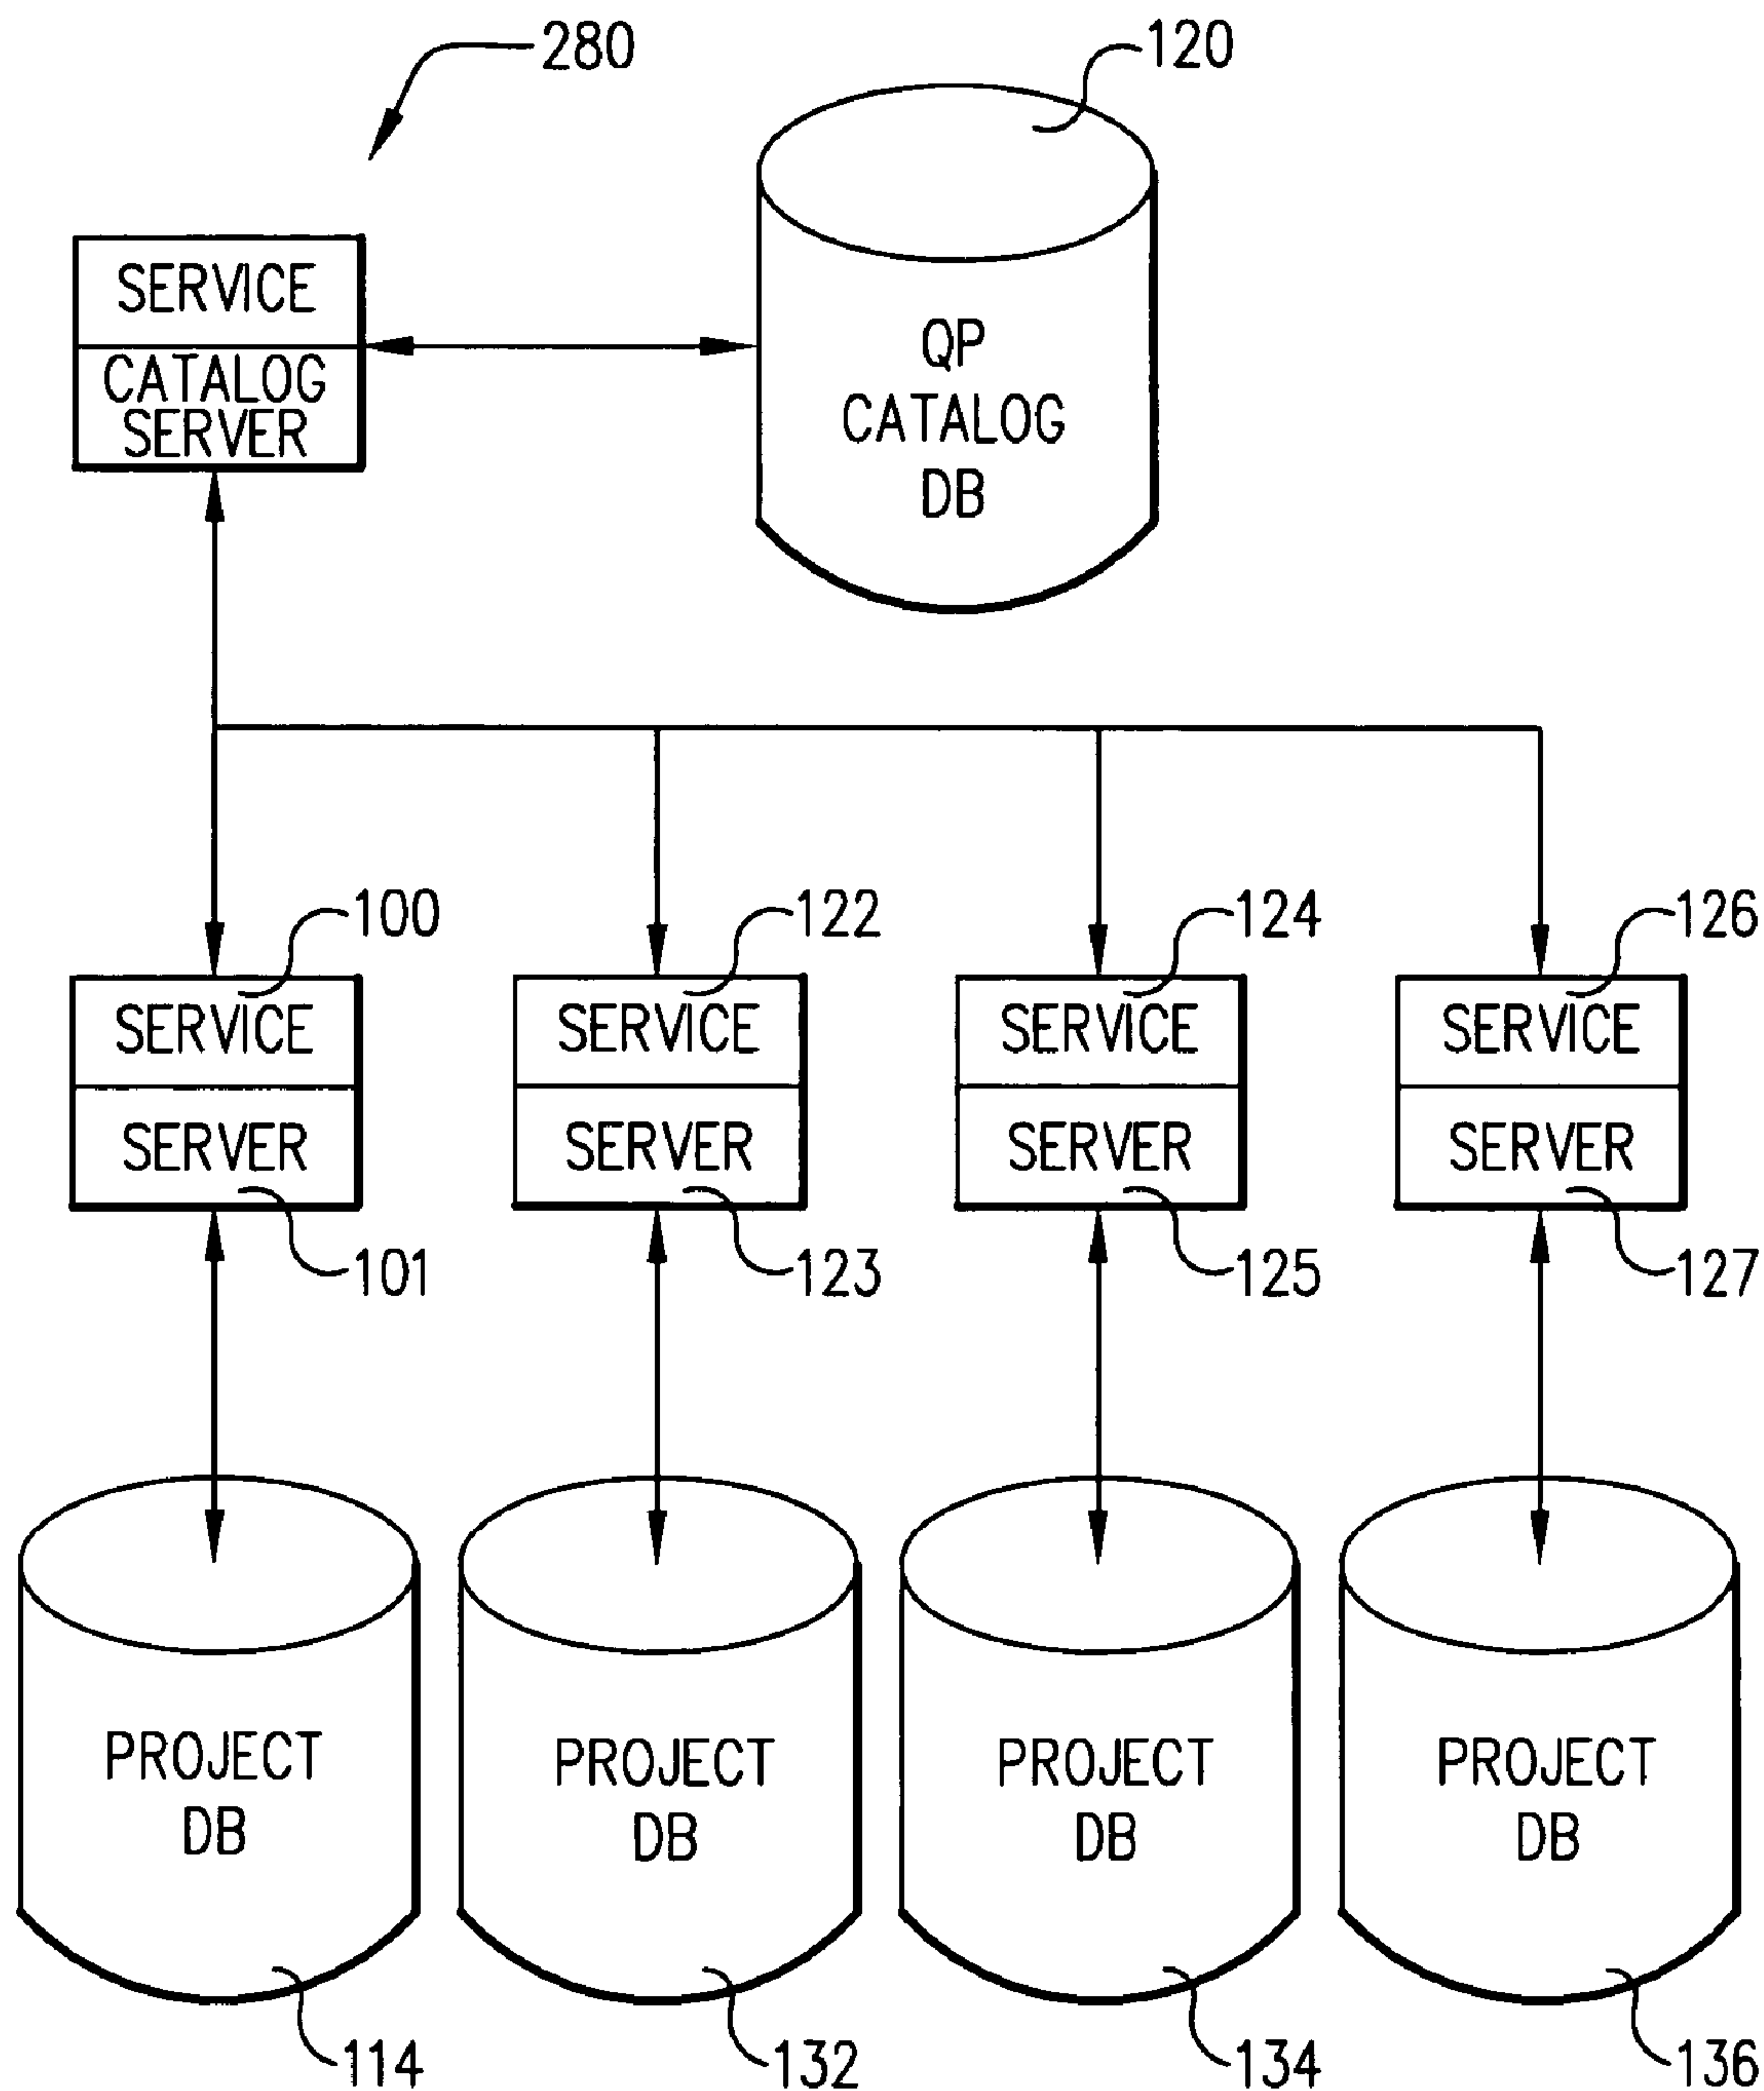 280
120
SERVICE
CATALOG
SERVER
QP
CATALOG
DB
100
122
124
126
SERVICE
SERVICE
SERVICE
SERVICE
SERVER
SERVER
SERVER
SERVER
101
123
125
127
PROJECT
DB
PROJECT
DB
PROJECT
DB
PROJECT
DB
114
132
134
136